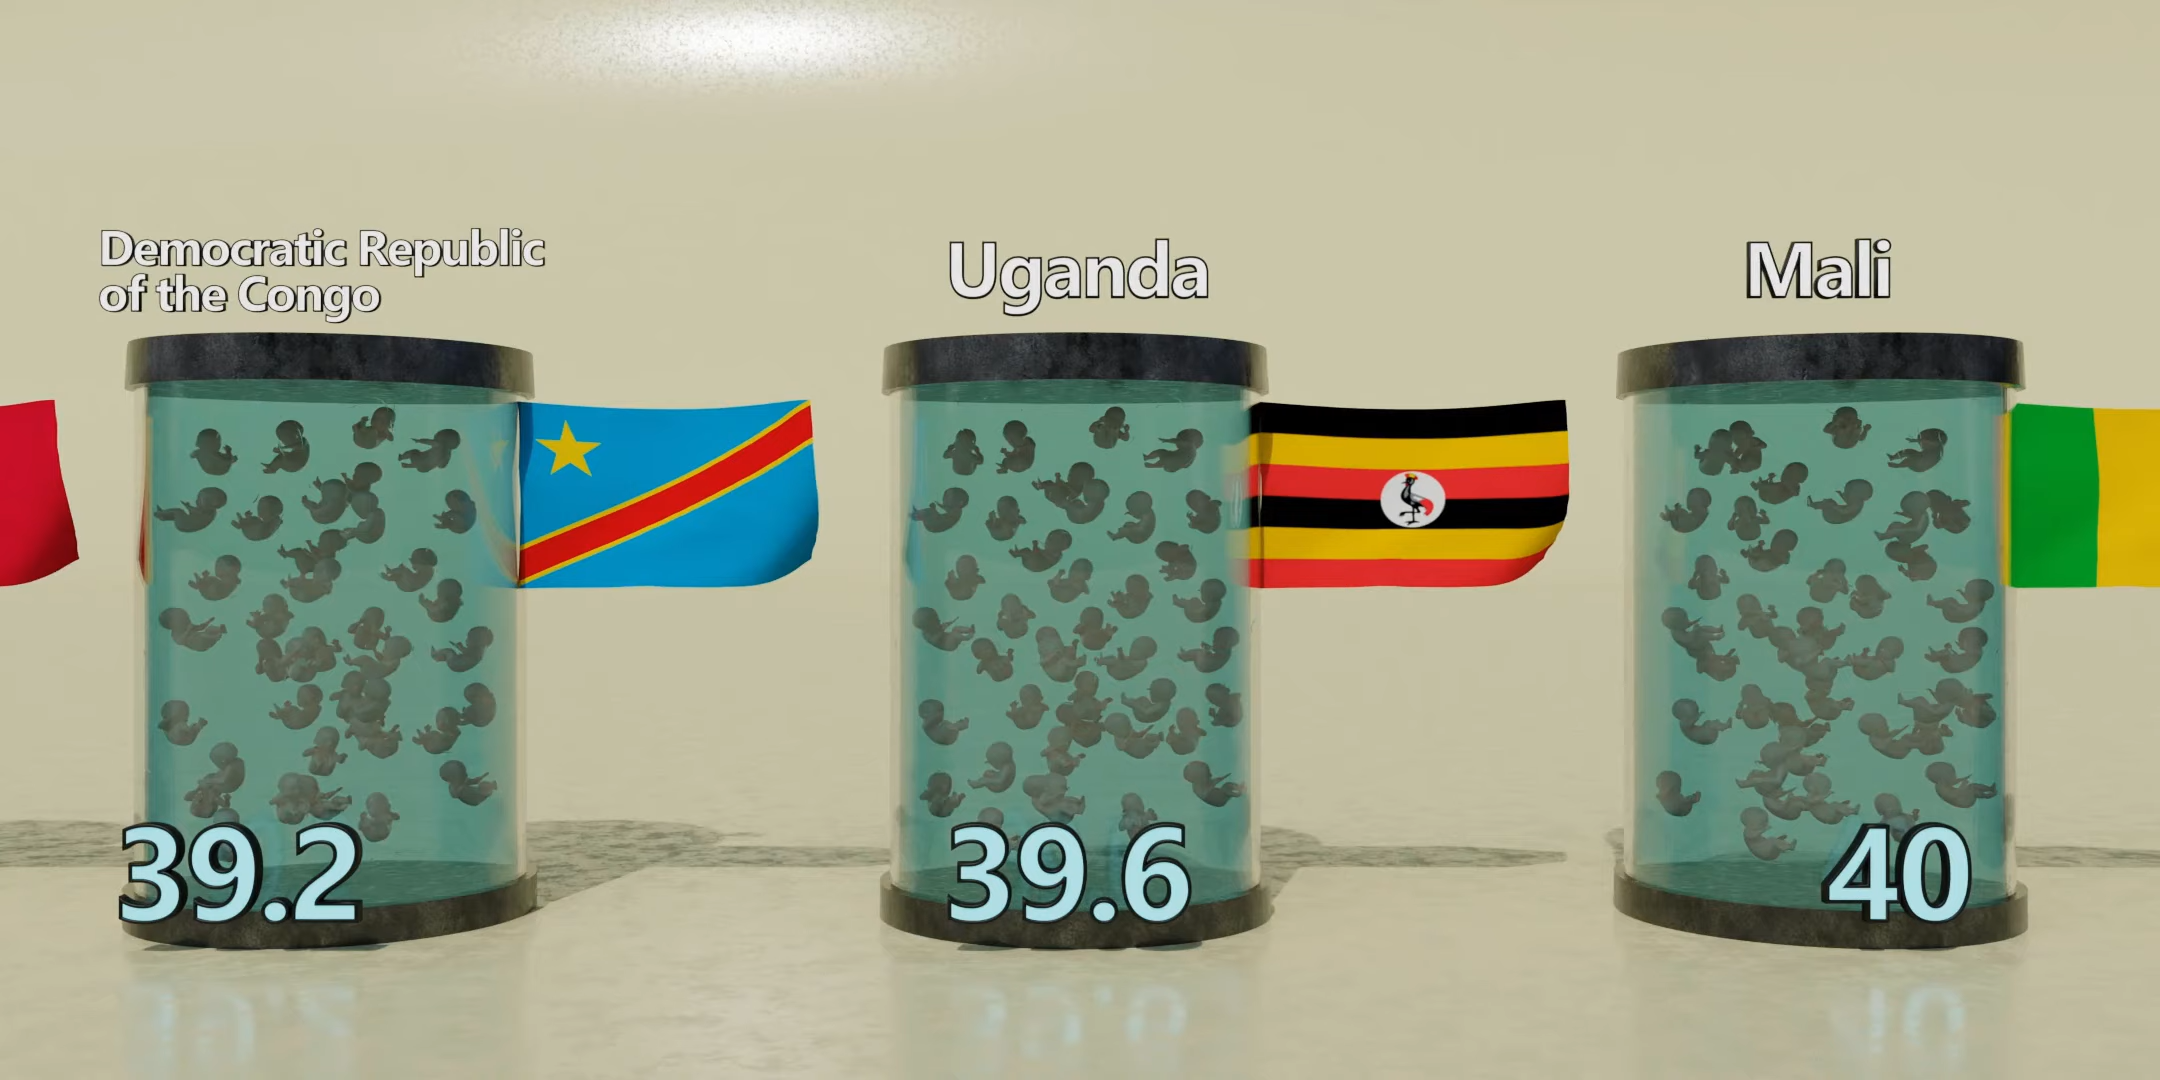 Democratic Republic
of the Congo
Uganda
Mali
39.2
39.6
40